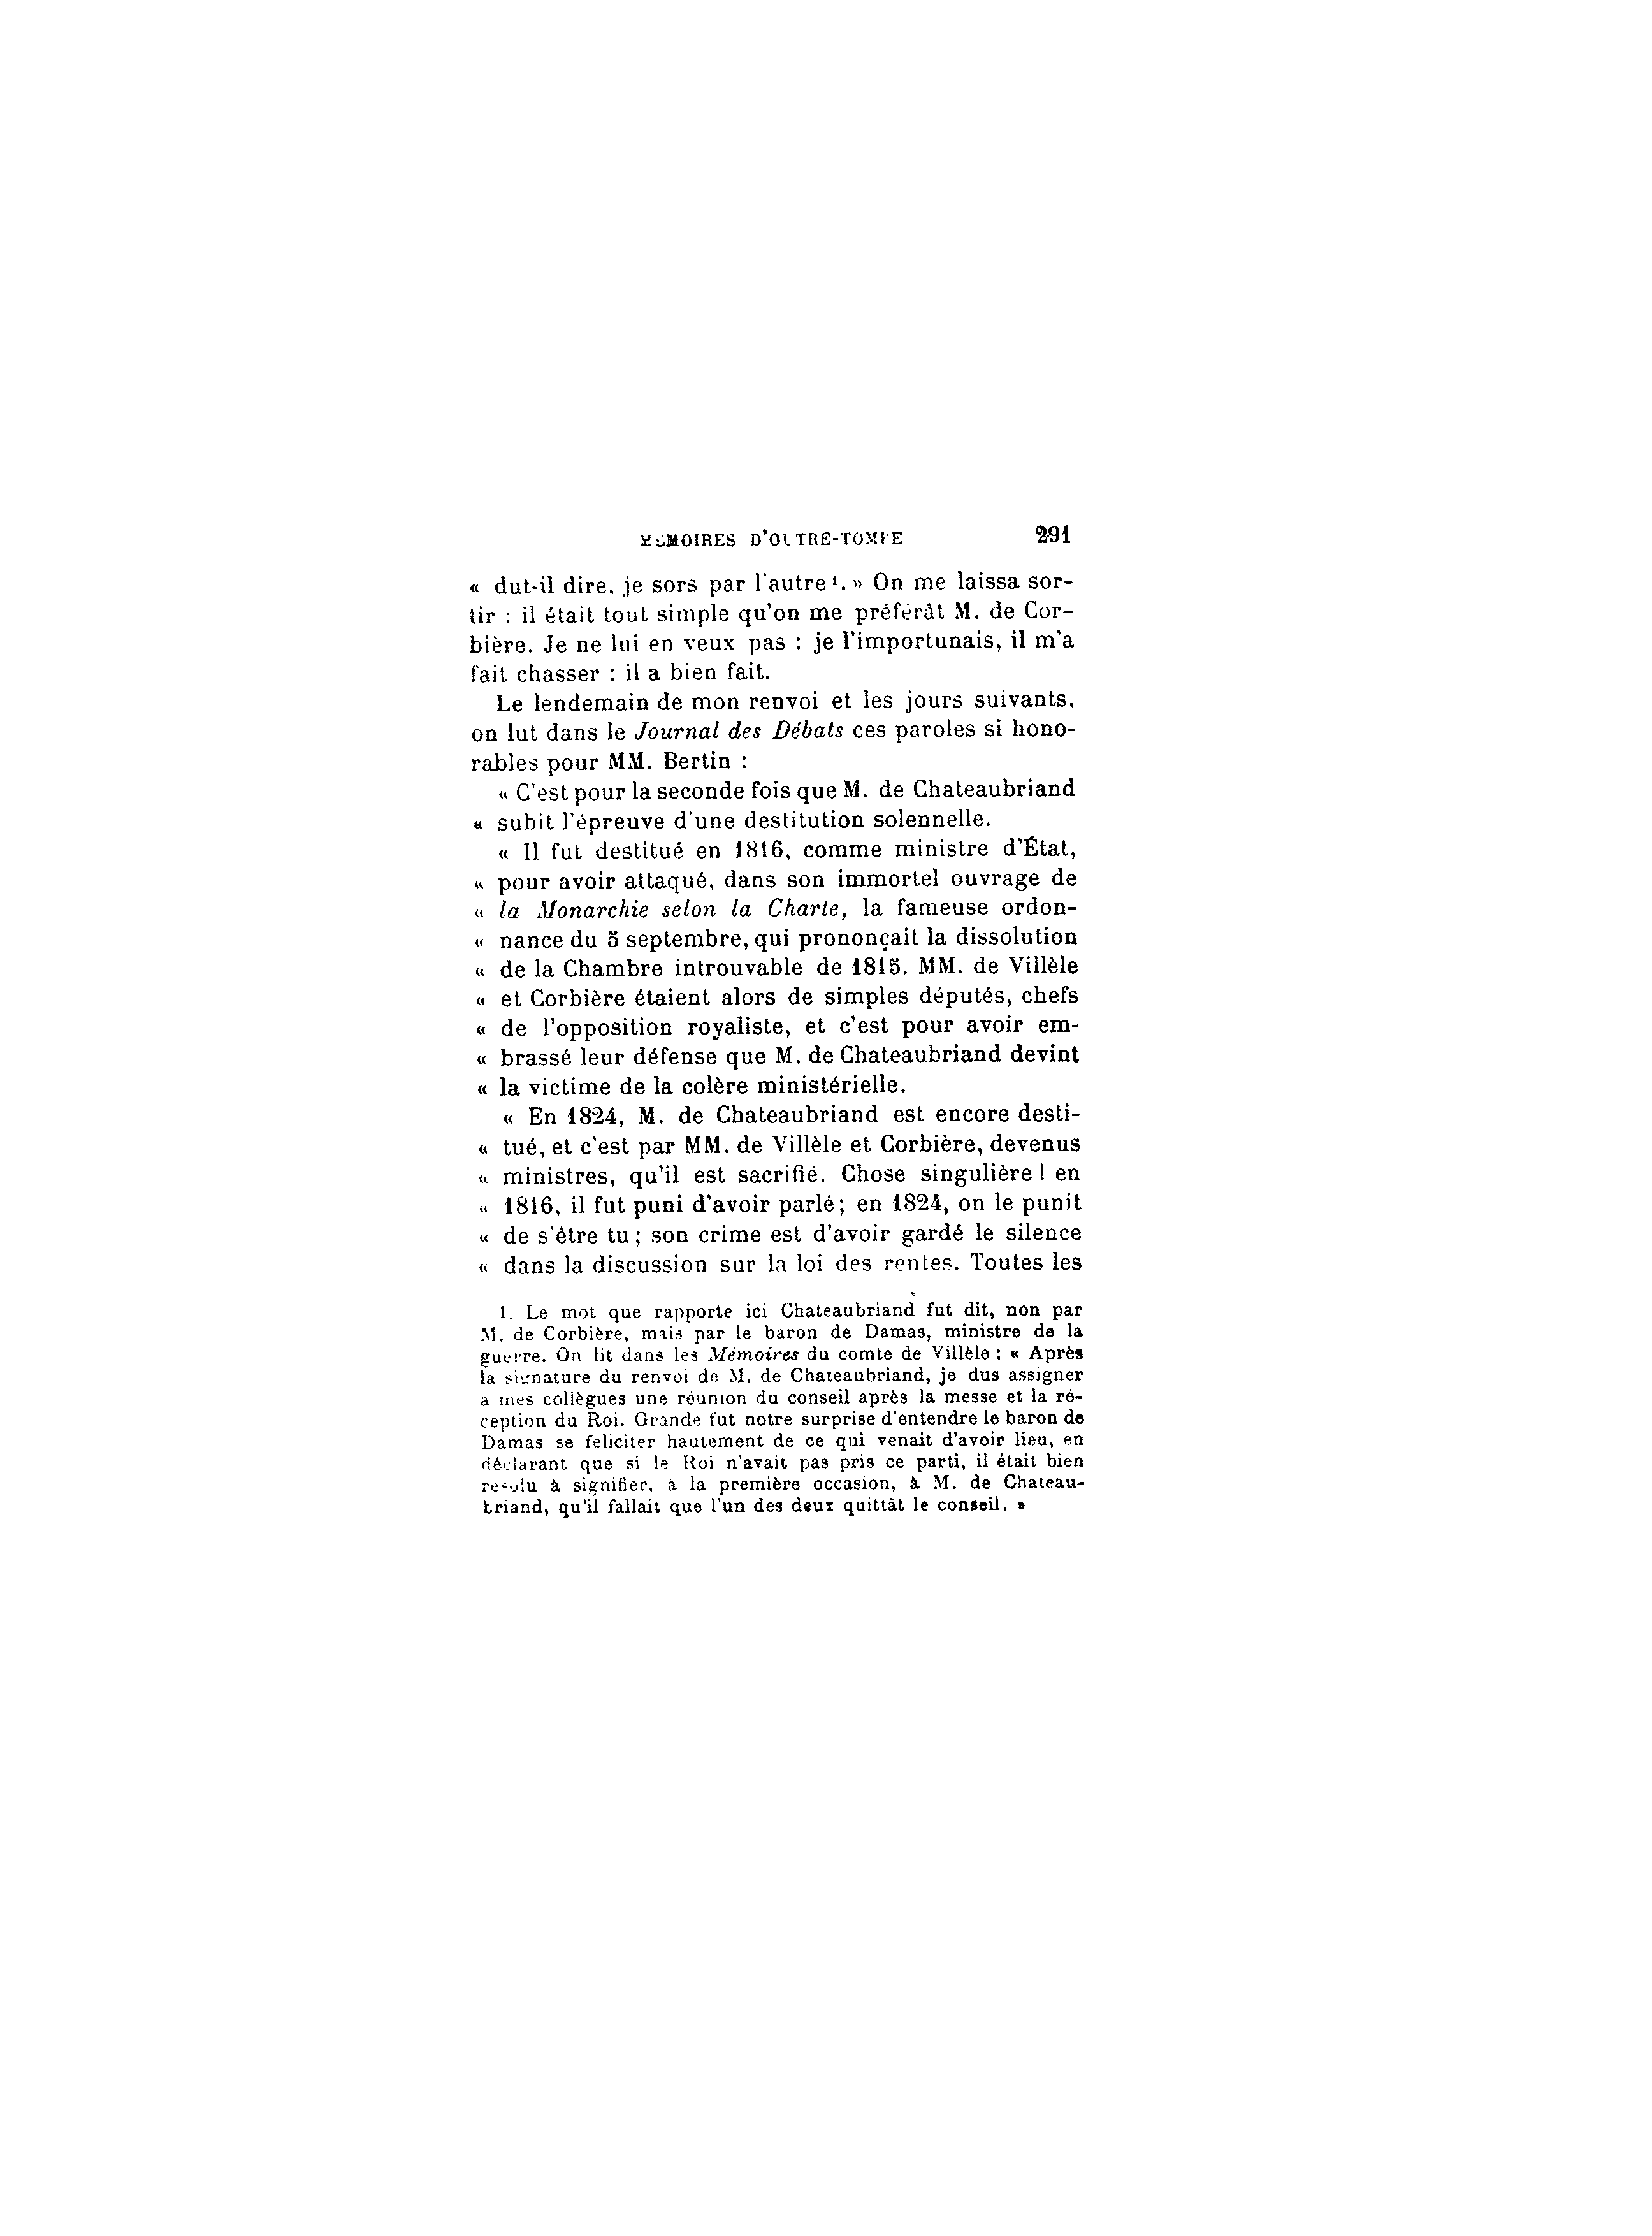 MÉMOIRES D'OUTRE-TOMBE 291
« dut-il dire, je sors par l'autre ¹. » On me laissa sor-
tir : il était tout simple qu'on me préférât M. de Cor-
bière. Je ne lui en veux pas : je l'importunais, il m'a
fait chasser : il a bien fait.
Le lendemain de mon renvoi et les jours suivants,
on lut dans le Journal des Débats ces paroles si hono-
rables pour MM. Bertin :
« C'est pour la seconde fois que M. de Chateaubriand
« subit l'épreuve d'une destitution solennelle.
« Il fut destitué en 1816, comme ministre d'État,
« pour avoir attaqué, dans son immortel ouvrage de
« la Monarchie selon la Charte, la fameuse ordon-
« nance du 5 septembre, qui prononçait la dissolution
« de la Chambre introuvable de 1815. MM. de Villèle
« et Corbière étaient alors de simples députés, chefs
« de l'opposition royaliste, et c'est pour avoir em-
« brassé leur défense que M. de Chateaubriand devint
« la victime de la colère ministérielle.
« En 1824, M. de Chateaubriand est encore desti-
« tué, et c'est par MM. de Villèle et Corbière, devenus
« ministres, qu'il est sacrifié. Chose singulière ! en
« 1816, il fut puni d'avoir parlé ; en 1824, on le punit
« de s'être tu ; son crime est d'avoir gardé le silence
« dans la discussion sur la loi des rentes. Toutes les
1. Le mot que rapporte ici Chateaubriand fut dit, non par
M. de Corbière, mais par le baron de Damas, ministre de la
guerre. On lit dans les Mémoires du comte de Villèle : « Après
la signature du renvoi de M. de Chateaubriand, je dus assigner
a mes collègues une réunion du conseil après la messe et la ré-
ception du Roi. Grande fut notre surprise d'entendre le baron de
Damas se feliciter hautement de ce qui venait d'avoir lieu, en
déclarant que si le Roi n'avait pas pris ce parti, il était bien
resolu à signifier, à la première occasion, à M. de Chateau-
briand, qu'il fallait que l'un des deux quittât le conseil. »